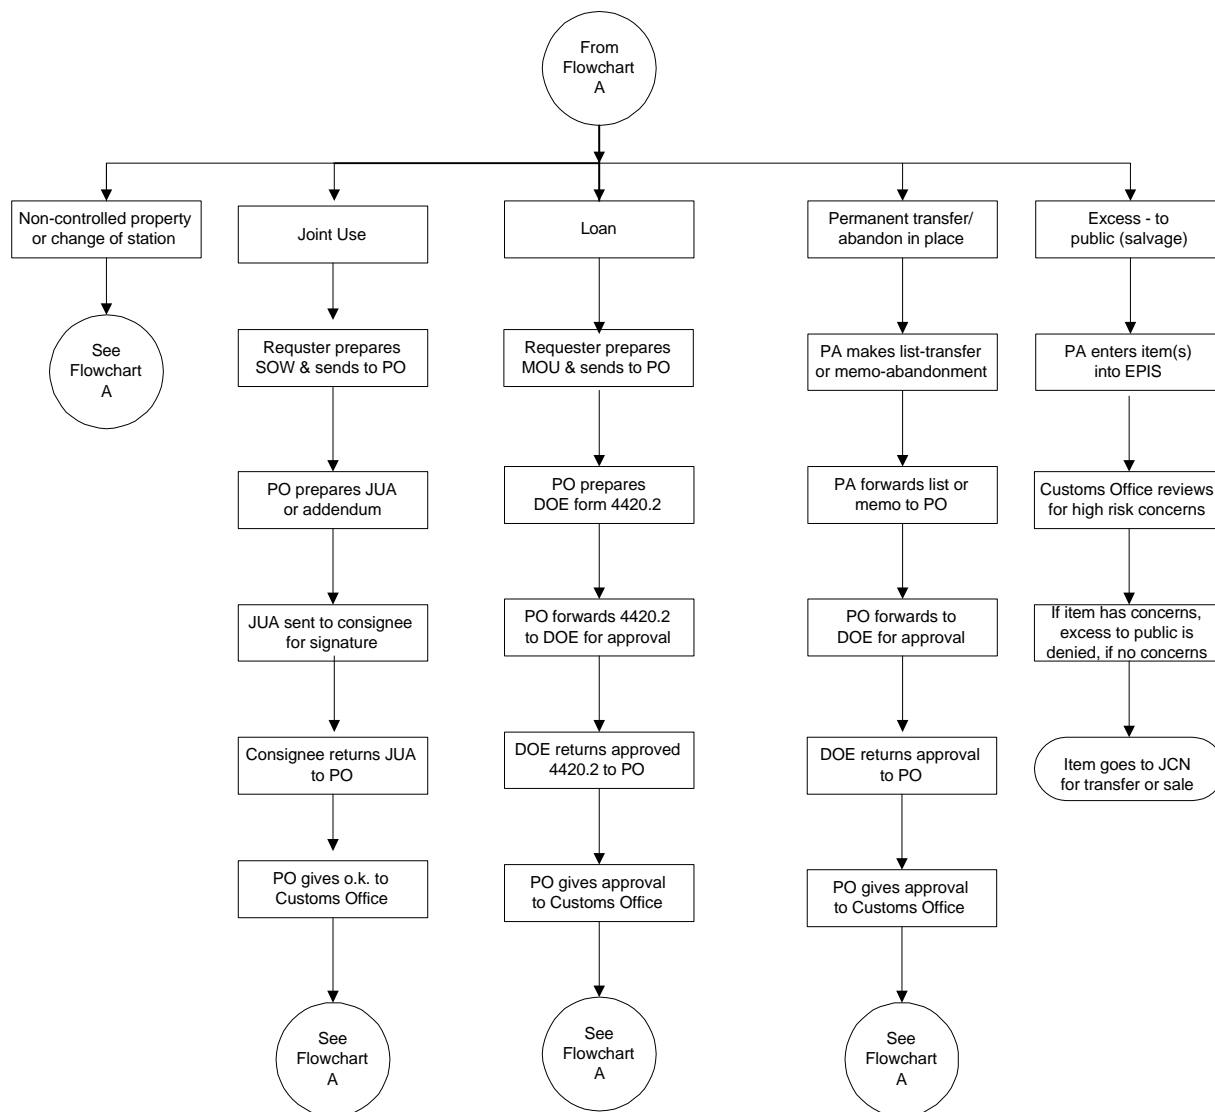 From
Flowchart
A
Non-controlled property
or change of station
See
Flowchart
A
Joint Use
Requster prepares
SOW & sends to PO
PO prepares JUA
or addendum
JUA sent to consignee
for signature
Consignee returns JUA
to PO
PO gives o.k. to
Customs Office
See
Flowchart
A
Loan
Requester prepares
MOU & sends to PO
PO prepares
DOE form 4420.2
PO forwards 4420.2
to DOE for approval
DOE returns approved
4420.2 to PO
PO gives approval
to Customs Office
See
Flowchart
A
Permanent transfer/
abandon in place
PA makes list-transfer
or memo-abandonment
PA forwards list or
memo to PO
PO forwards to
DOE for approval
DOE returns approval
to PO
PO gives approval
to Customs Office
See
Flowchart
A
Excess - to
public (salvage)
PA enters item(s)
into EPIS
Customs Office reviews
for high risk concerns
If item has concerns,
excess to public is
denied, if no concerns
Item goes to JCN
for transfer or sale